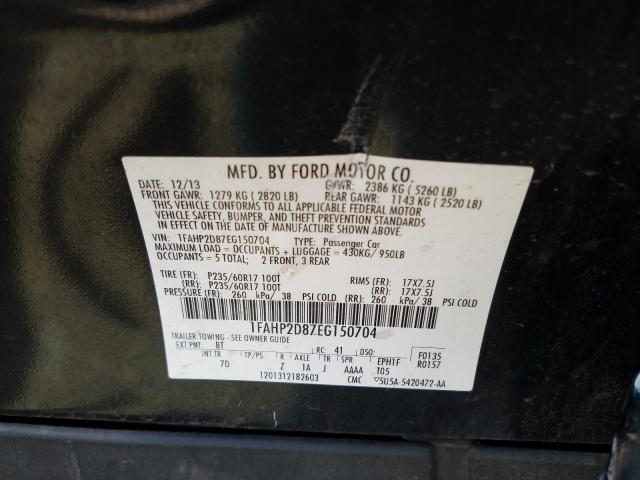 MFD. BY FORD MOTOR CO.
DATE: 12/13 GVWR: 2386 KG ( 5260 LB)
FRONT GAWR: 1279 KG ( 2820 LB) REAR GAWR: 1143 KG ( 2520 LB)
THIS VEHICLE CONFORMS TO ALL APPLICABLE FEDERAL MOTOR
VEHICLE SAFETY, BUMPER, AND THEFT PREVENTION STANDARDS
IN EFFECT ON THE DATE OF MANUFACTURE SHOWN ABOVE
VIN: 1FAHP2D87EG150704 TYPE: Passenger Car
MAXIMUM LOAD = OCCUPANTS + LUGGAGE = 430KG/ 950LB
OCCUPANTS = 5 TOTAL; 2 FRONT, 3 REAR
TIRE (FR): P235/60R17 100T RIMS (FR): 17X7.5J
(RR): P235/60R17 100T (RR): 17X7.5J
PRESSURE (FR): 260 kPa/ 38 PSI COLD (RR): 260 kPa/ 38 PSI COLD
1FAHP2D87EG150704
TRAILER TOWING - SEE OWNER GUIDE
EXT PNT: BT RC: 41 DSO: F0135
INT TR TP/PS R AXLE TR SPR EPH1F R0157
7D Z 1A J AAAA T05
1201312182603 CMC ▽5U5A-5420472-AA